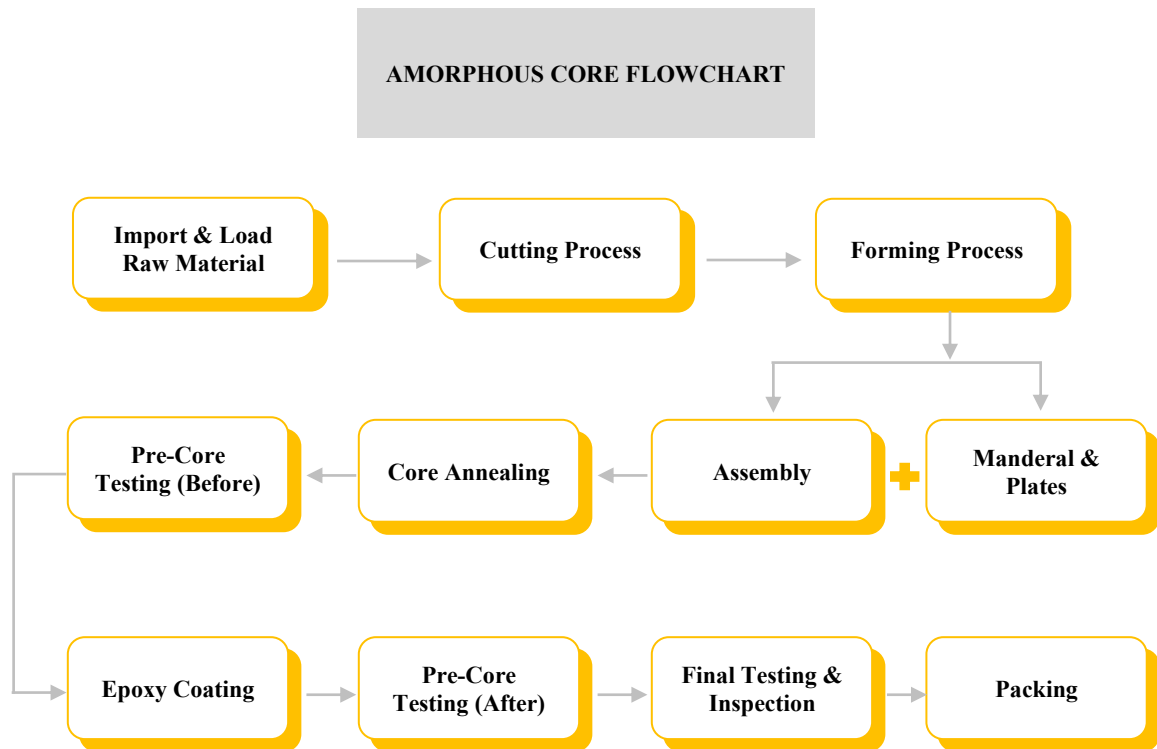 AMORPHOUS CORE FLOWCHART
Import & Load
Raw Material
Cutting Process
Forming Process
Pre-Core
Testing (Before)
Core Annealing
Assembly
Manderal &
Plates
Epoxy Coating
Pre-Core
Testing (After)
Final Testing &
Inspection
Packing